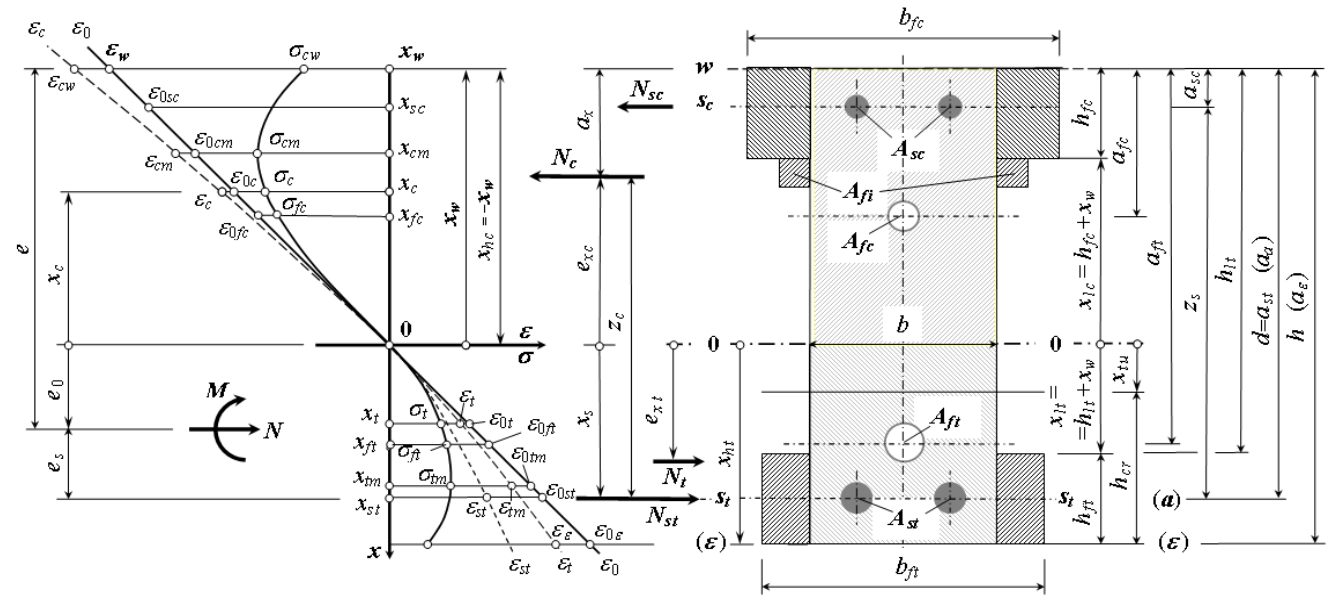 ε_c ε_0 ε_w σ_cw x_w b_fc
ε_cw w
ε_0sc x_sc N_sc s_c a_sc
ε_0cm σ_cm x_cm a_x A_sc h_fc a_fc
ε_cm N_c
ε_c ε_0c σ_c x_c A_fi
ε_0fc σ_fc x_fc A_fc
e x_c x_w x_hc = -x_w e_xc z_c x_lc = h_fc + x_w a_ft z_s h_lt d=a_st (a_a) h (a_ε)
0 ε b
σ 0 0
e_0 M N x_t σ_t ε_t ε_0t x_s e_xt x_lt = x_tu
=h_lt + x_w
x_ft σ_ft ε_0ft A_ft
e_s x_tm σ_tm ε_0tm N_t x_ht h_cr
x_st ε_st ε_tm ε_0st N_st s_t A_st s_t (a) h_ft
x ε_ε ε_0ε (ε) (ε)
ε_st ε_t ε_0 b_ft